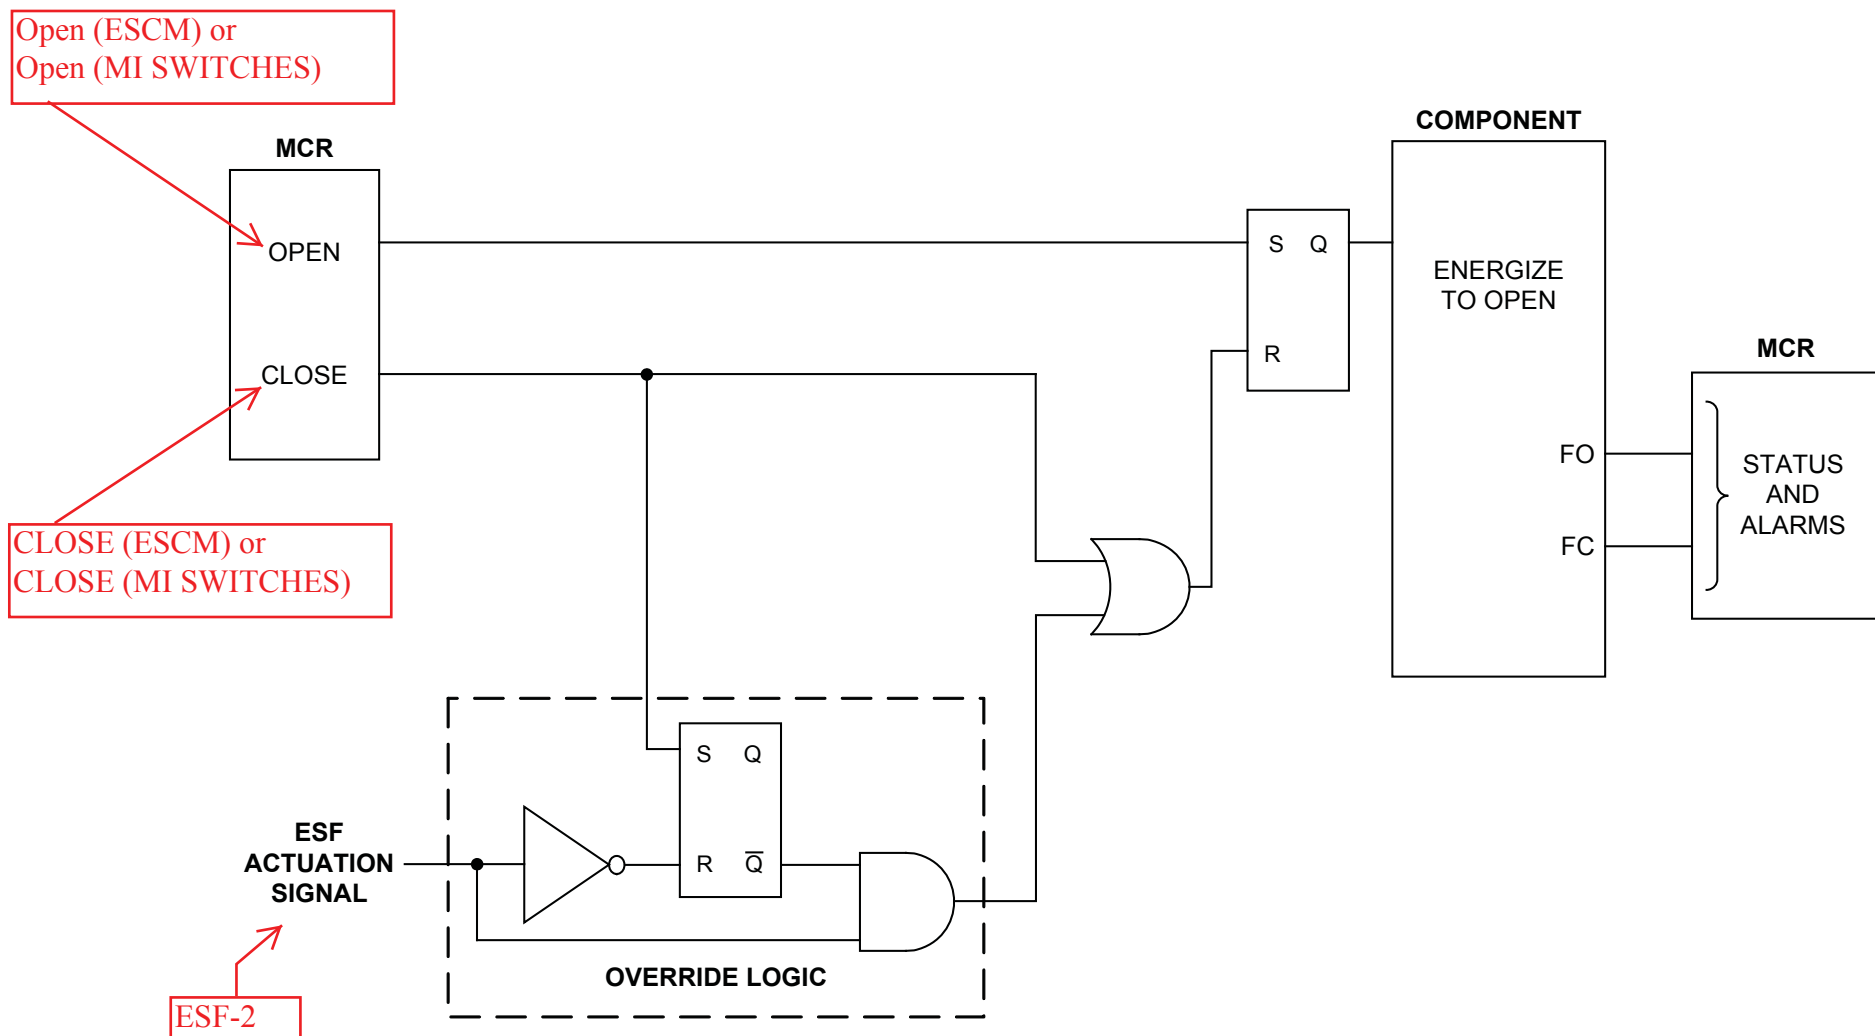 Open (ESCM) or
Open (MI SWITCHES)
MCR
OPEN
CLOSE
CLOSE (ESCM) or
CLOSE (MI SWITCHES)
S Q
R
COMPONENT
ENERGIZE
TO OPEN
FO
FC
MCR
STATUS
AND
ALARMS
S Q
R Q̅
ESF
ACTUATION
SIGNAL
OVERRIDE LOGIC
ESF-2